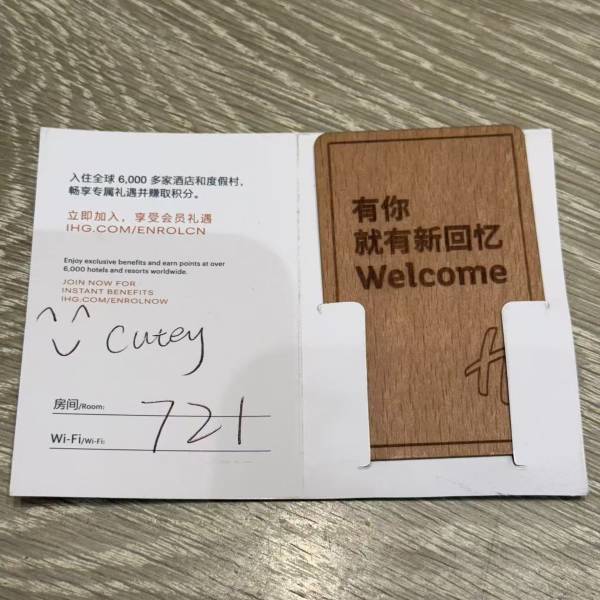 入住全球 6,000 多家酒店和度假村，
畅享专属礼遇并赚取积分。
立即加入，享受会员礼遇
IHG.COM/ENROLCN
Enjoy exclusive benefits and earn points at over
6,000 hotels and resorts worldwide.
JOIN NOW FOR
INSTANT BENEFITS
IHG.COM/ENROLNOW
cutey
房间/Room: 721
Wi-Fi/Wi-Fi:
有你
就有新回忆
Welcome
H